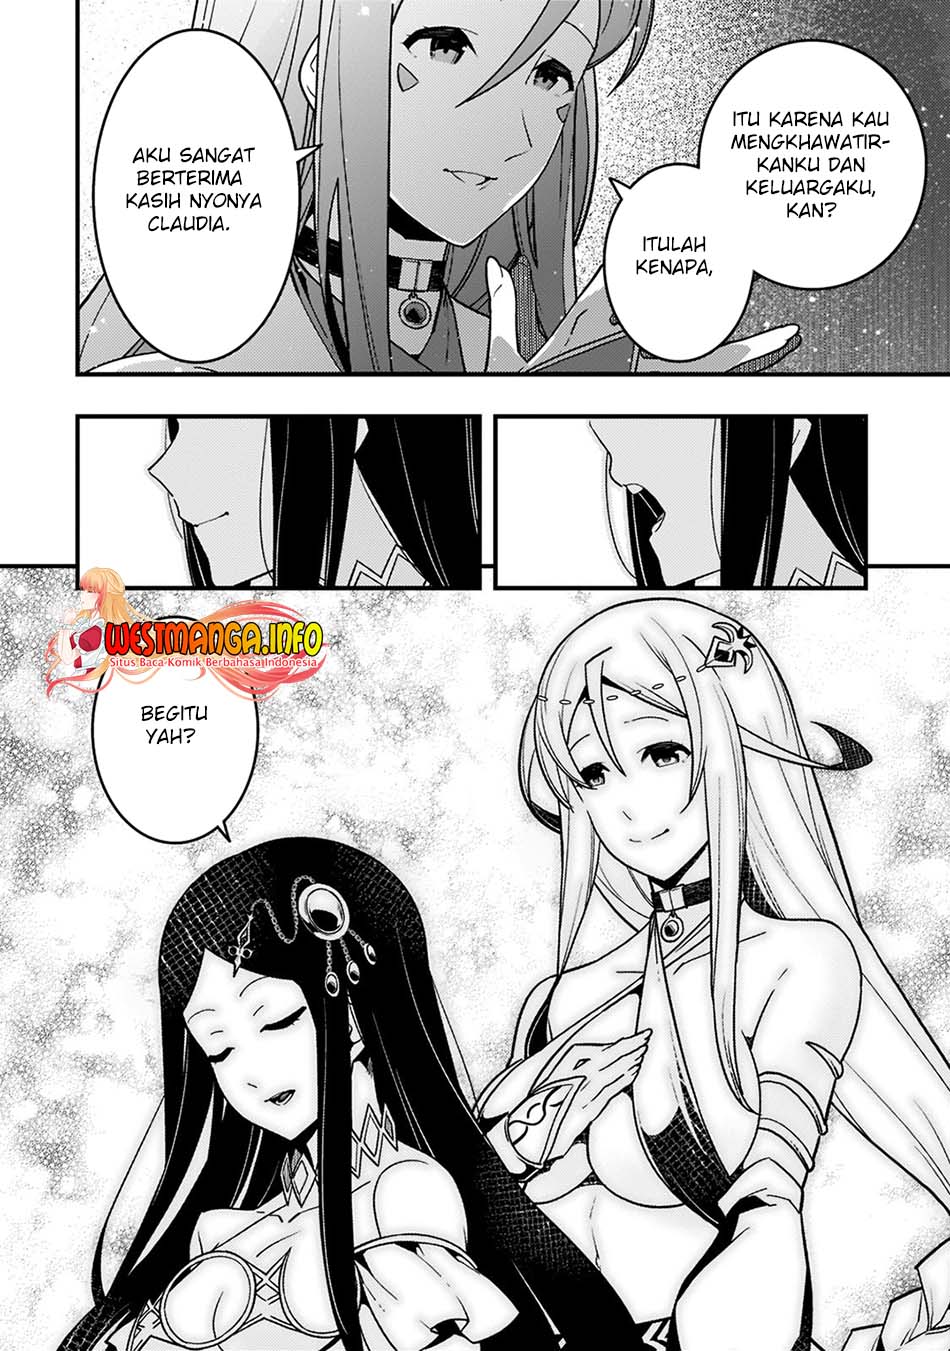 ITU KARENA KAU
MENGKHAWATIR-
KANKU DAN
KELUARGAKU,
KAN?
ITULAH
KENAPA,
AKU SANGAT
BERTERIMA
KASIH NYONYA
CLAUDIA.
WESTMANGA.INFO
Situs Baca Komik Berbahasa Indonesia
BEGITU
YAH?